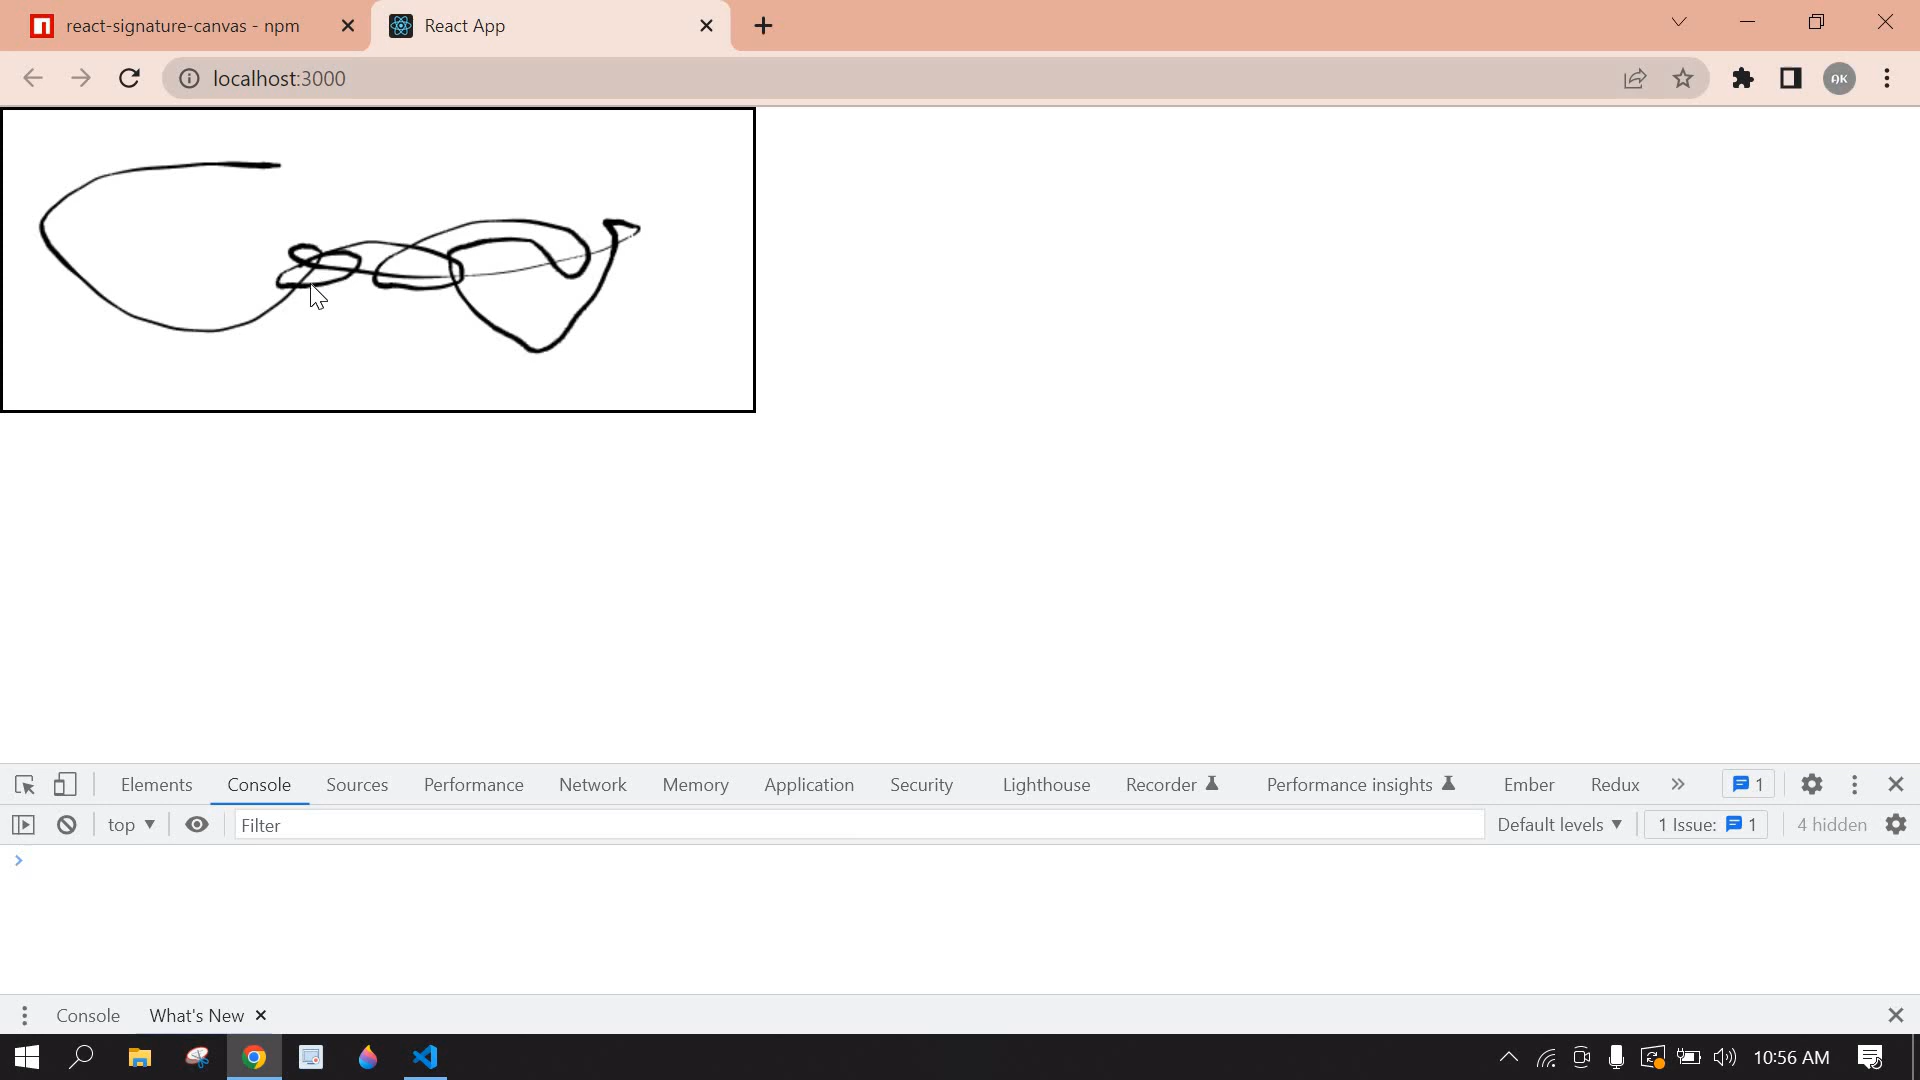 react-signature-canvas - npm
React App
localhost:3000
AK
Elements Console Sources Performance Network Memory Application Security Lighthouse Recorder Performance insights Ember Redux » 1
top Filter Default levels 1 Issue: 1 4 hidden
Console What's New
10:56 AM